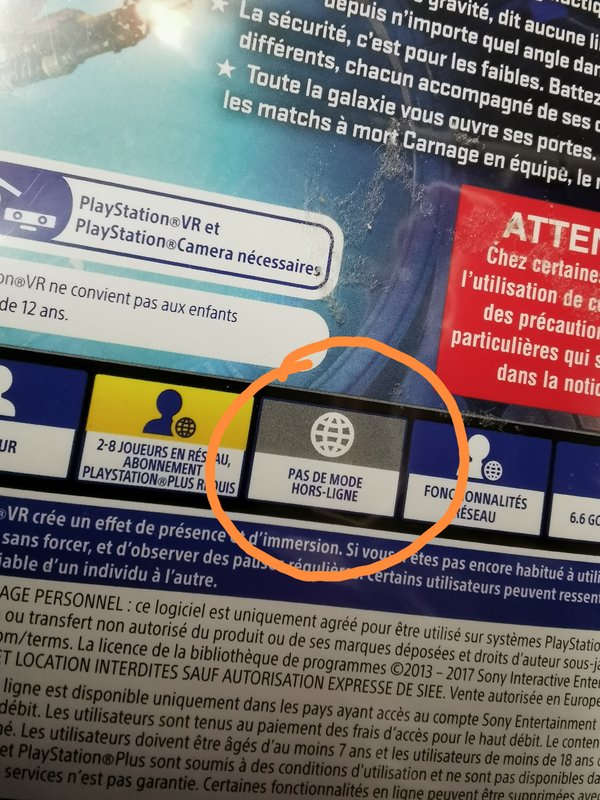 gravité, dit aucune
depuis n'importe quel angle
★ La sécurité, c'est pour les faibles. Battez
différents, chacun accompagné de ses
★ Toute la galaxie vous ouvre ses portes.
les matchs à mort Carnage en équipe, le
PlayStation®VR et
PlayStation®Camera nécessaires
ATTEN
Chez certaine
l'utilisation de
des précaution
particulières qui s
dans la notic
®VR ne convient pas aux enfants
de 12 ans.
UR
2-8 JOUEURS EN RÉSEAU,
ABONNEMENT
PLAYSTATION®PLUS REQUIS
PAS DE MODE
HORS-LIGNE
FONCTIONNALITÉS
RÉSEAU
6.6 GO
®VR crée un effet de présence et d'immersion. Si vous n'êtes pas encore habitué à utili
sans forcer, et d'observer des pauses régulières. Certains utilisateurs peuvent ressent
iable d'un individu à l'autre.
AGE PERSONNEL : ce logiciel est uniquement agréé pour être utilisé sur systèmes PlayStatio
ou transfert non autorisé du produit ou de ses marques déposées et droits d'auteur sous-ja
om/terms. La licence de la bibliothèque de programmes ©2013 – 2017 Sony Interactive Enter
ET LOCATION INTERDITES SAUF AUTORISATION EXPRESSE DE SIEE. Vente autorisée en Europe
ligne est disponible uniquement dans les pays ayant accès au compte Sony Entertainment
débit. Les utilisateurs sont tenus au paiement des frais d'accès pour le haut débit. Le conten
né. Les utilisateurs doivent être âgés d'au moins 7 ans et les utilisateurs de moins de 18 ans d
et PlayStation®Plus sont soumis à des conditions d'utilisation et ne sont pas disponibles da
services n'est pas garantie. Certaines fonctionnalités en ligne peuvent être supprimées avec